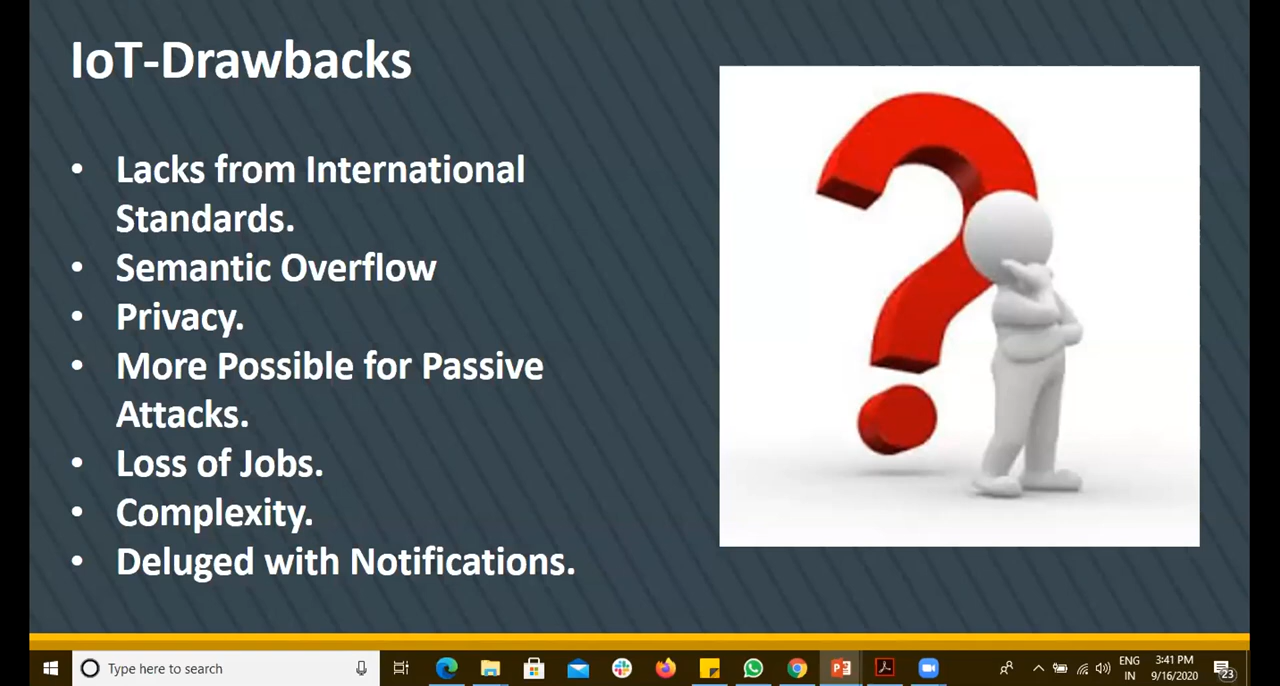 IoT-Drawbacks
• Lacks from International
Standards.
• Semantic Overflow
• Privacy.
• More Possible for Passive
Attacks.
• Loss of Jobs.
• Complexity.
• Deluged with Notifications.
Type here to search
ENG
IN
3:41 PM
9/16/2020
23